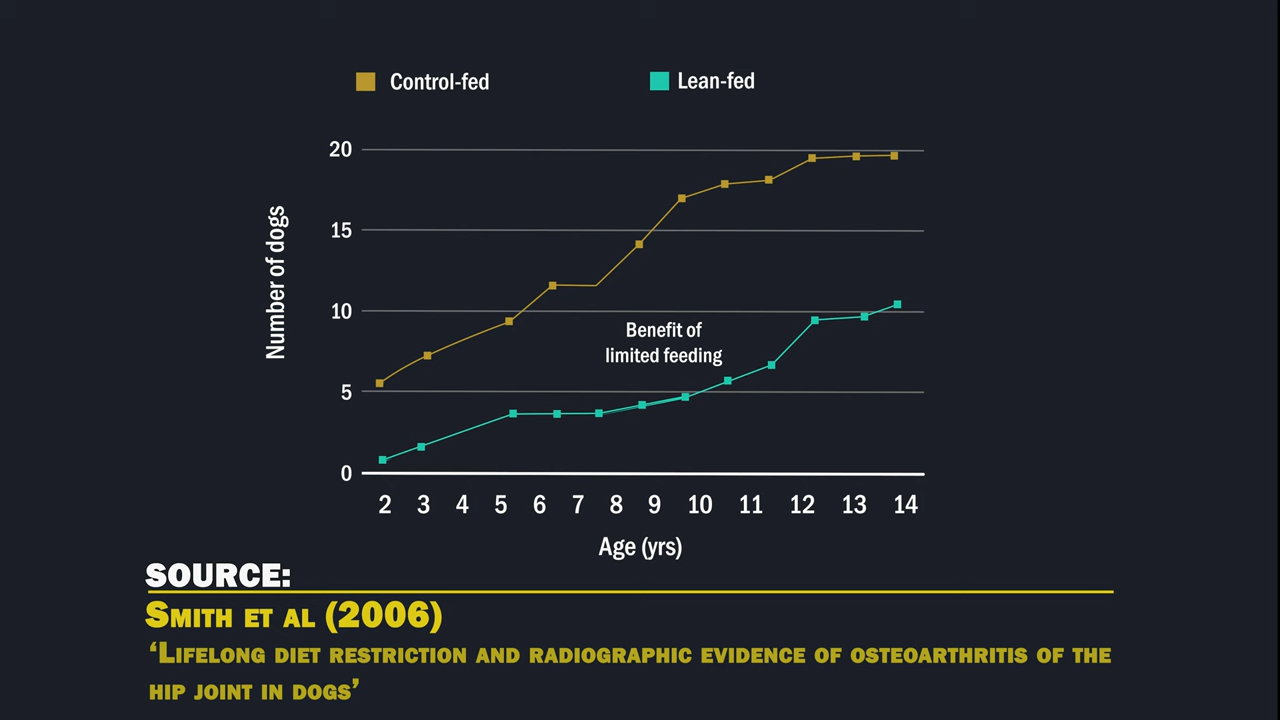 Control-fed
Lean-fed
20
15
10
5
0
Number of dogs
Benefit of
limited feeding
2 3 4 5 6 7 8 9 10 11 12 13 14
Age (yrs)
SOURCE:
SMITH ET AL (2006)
‘LIFELONG DIET RESTRICTION AND RADIOGRAPHIC EVIDENCE OF OSTEOARTHRITIS OF THE
HIP JOINT IN DOGS’